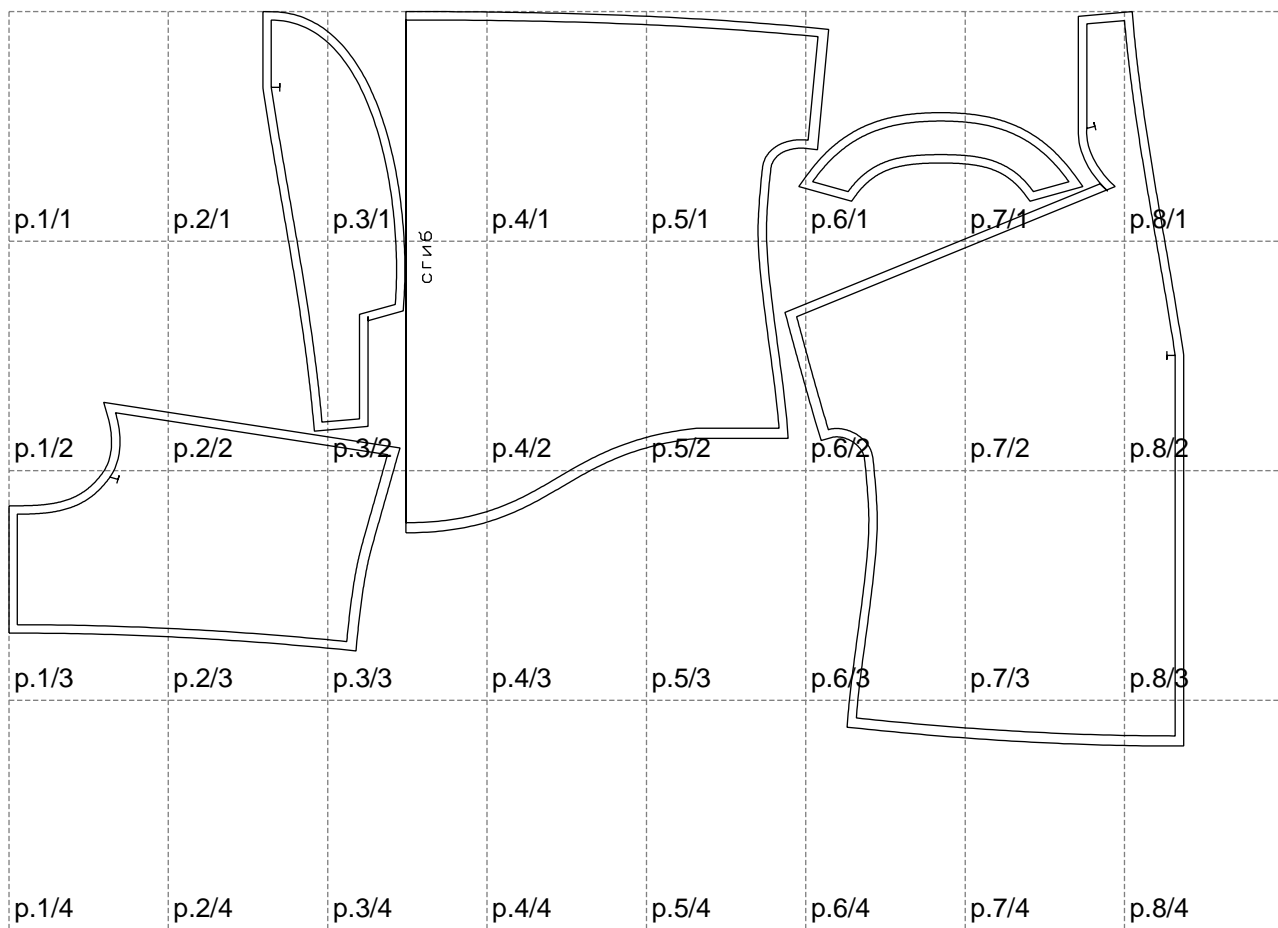 p.1/1 p.2/1 p.3/1 p.4/1 p.5/1 p.6/1 p.7/1 p.8/1
сгиб
p.1/2 p.2/2 p.3/2 p.4/2 p.5/2 p.6/2 p.7/2 p.8/2
p.1/3 p.2/3 p.3/3 p.4/3 p.5/3 p.6/3 p.7/3 p.8/3
p.1/4 p.2/4 p.3/4 p.4/4 p.5/4 p.6/4 p.7/4 p.8/4